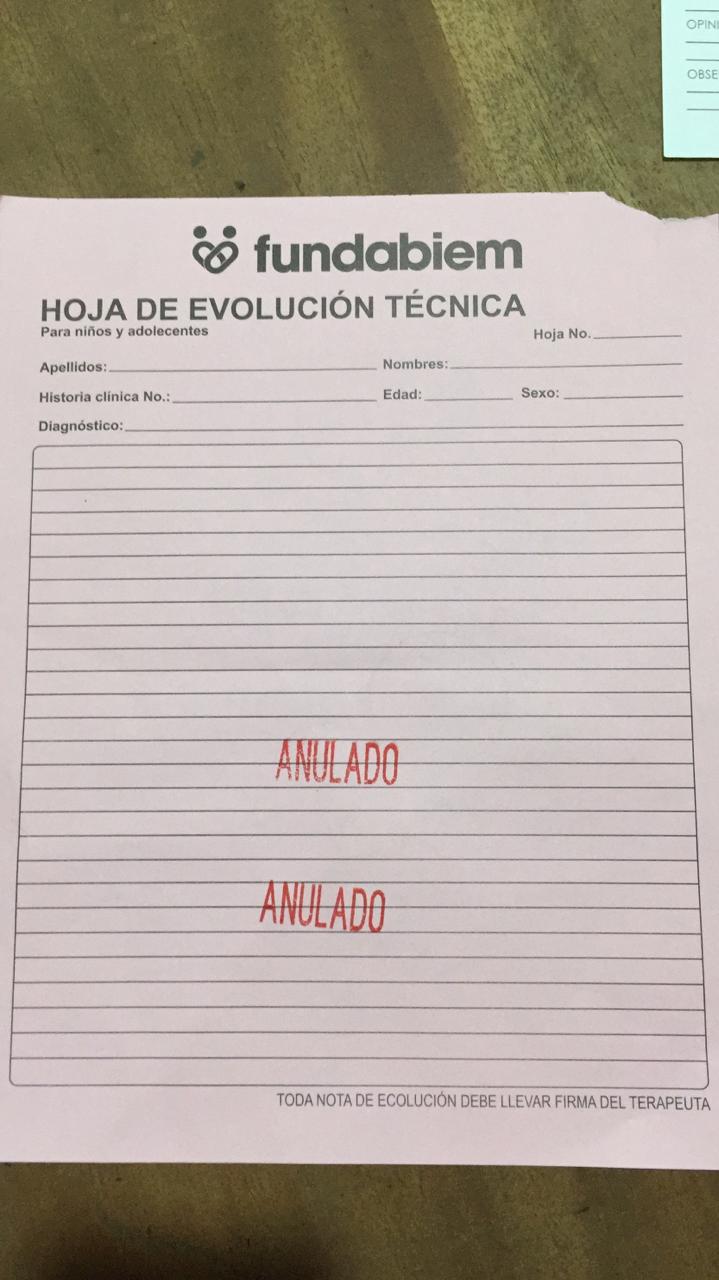 OPINI
OBSE
fundabiem
HOJA DE EVOLUCIÓN TÉCNICA
Para niños y adolecentes
Hoja No.
Apellidos: Nombres:
Historia clínica No.: Edad: Sexo:
Diagnóstico:
ANULADO
ANULADO
TODA NOTA DE ECOLUCIÓN DEBE LLEVAR FIRMA DEL TERAPEUTA